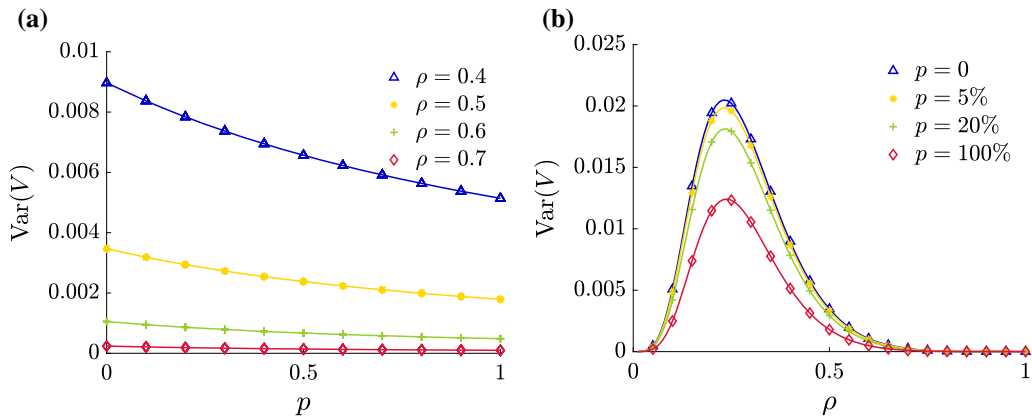 (a)
0.01
0.008
0.006
0.004
0.002
0
Var(V)
0
0.5
1
p
ρ = 0.4
ρ = 0.5
ρ = 0.6
ρ = 0.7
(b)
0.025
0.02
0.015
0.01
0.005
0
Var(V)
0
0.5
1
ρ
p = 0
p = 5%
p = 20%
p = 100%